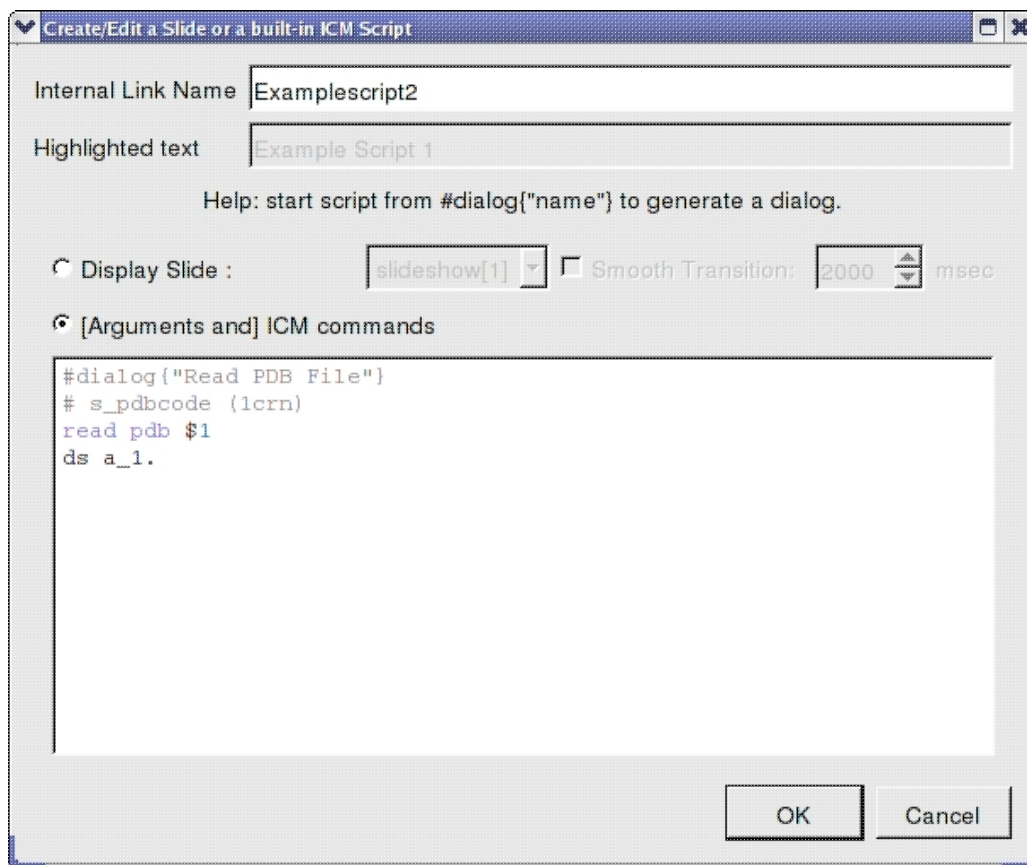 Create/Edit a Slide or a built-in ICM Script
Internal Link Name Examplescript2
Highlighted text Example Script 1
Help: start script from #dialog{"name"} to generate a dialog.
Display Slide : slideshow[1] Smooth Transition: 2000 msec
[Arguments and] ICM commands
#dialog{"Read PDB File"}
# s_pdbcode (1crn)
read pdb $1
ds a_1.
OK Cancel